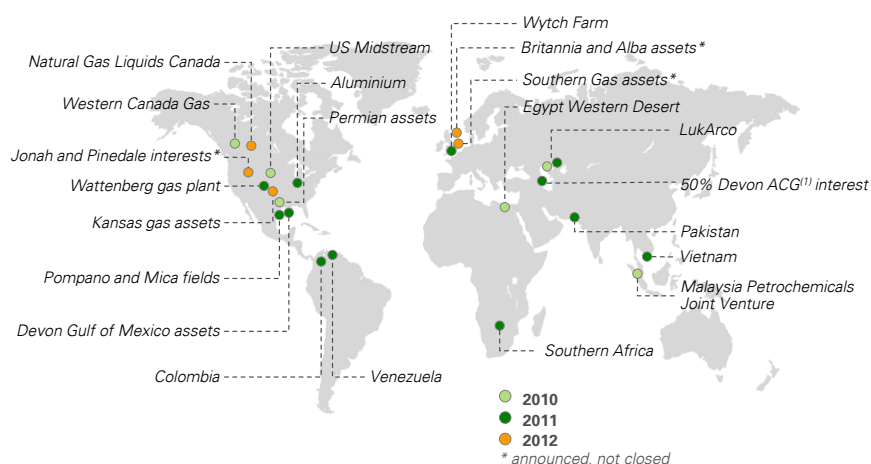 Wytch Farm
US Midstream
Britannia and Alba assets*
Natural Gas Liquids Canada
Southern Gas assets*
Aluminium
Western Canada Gas
Permian assets
Egypt Western Desert
LukArco
Jonah and Pinedale interests*
Wattenberg gas plant
50% Devon ACG(1) interest
Kansas gas assets
Pakistan
Vietnam
Pompano and Mica fields
Malaysia Petrochemicals
Joint Venture
Devon Gulf of Mexico assets
Southern Africa
Colombia
Venezuela
2010
2011
2012
* announced, not closed